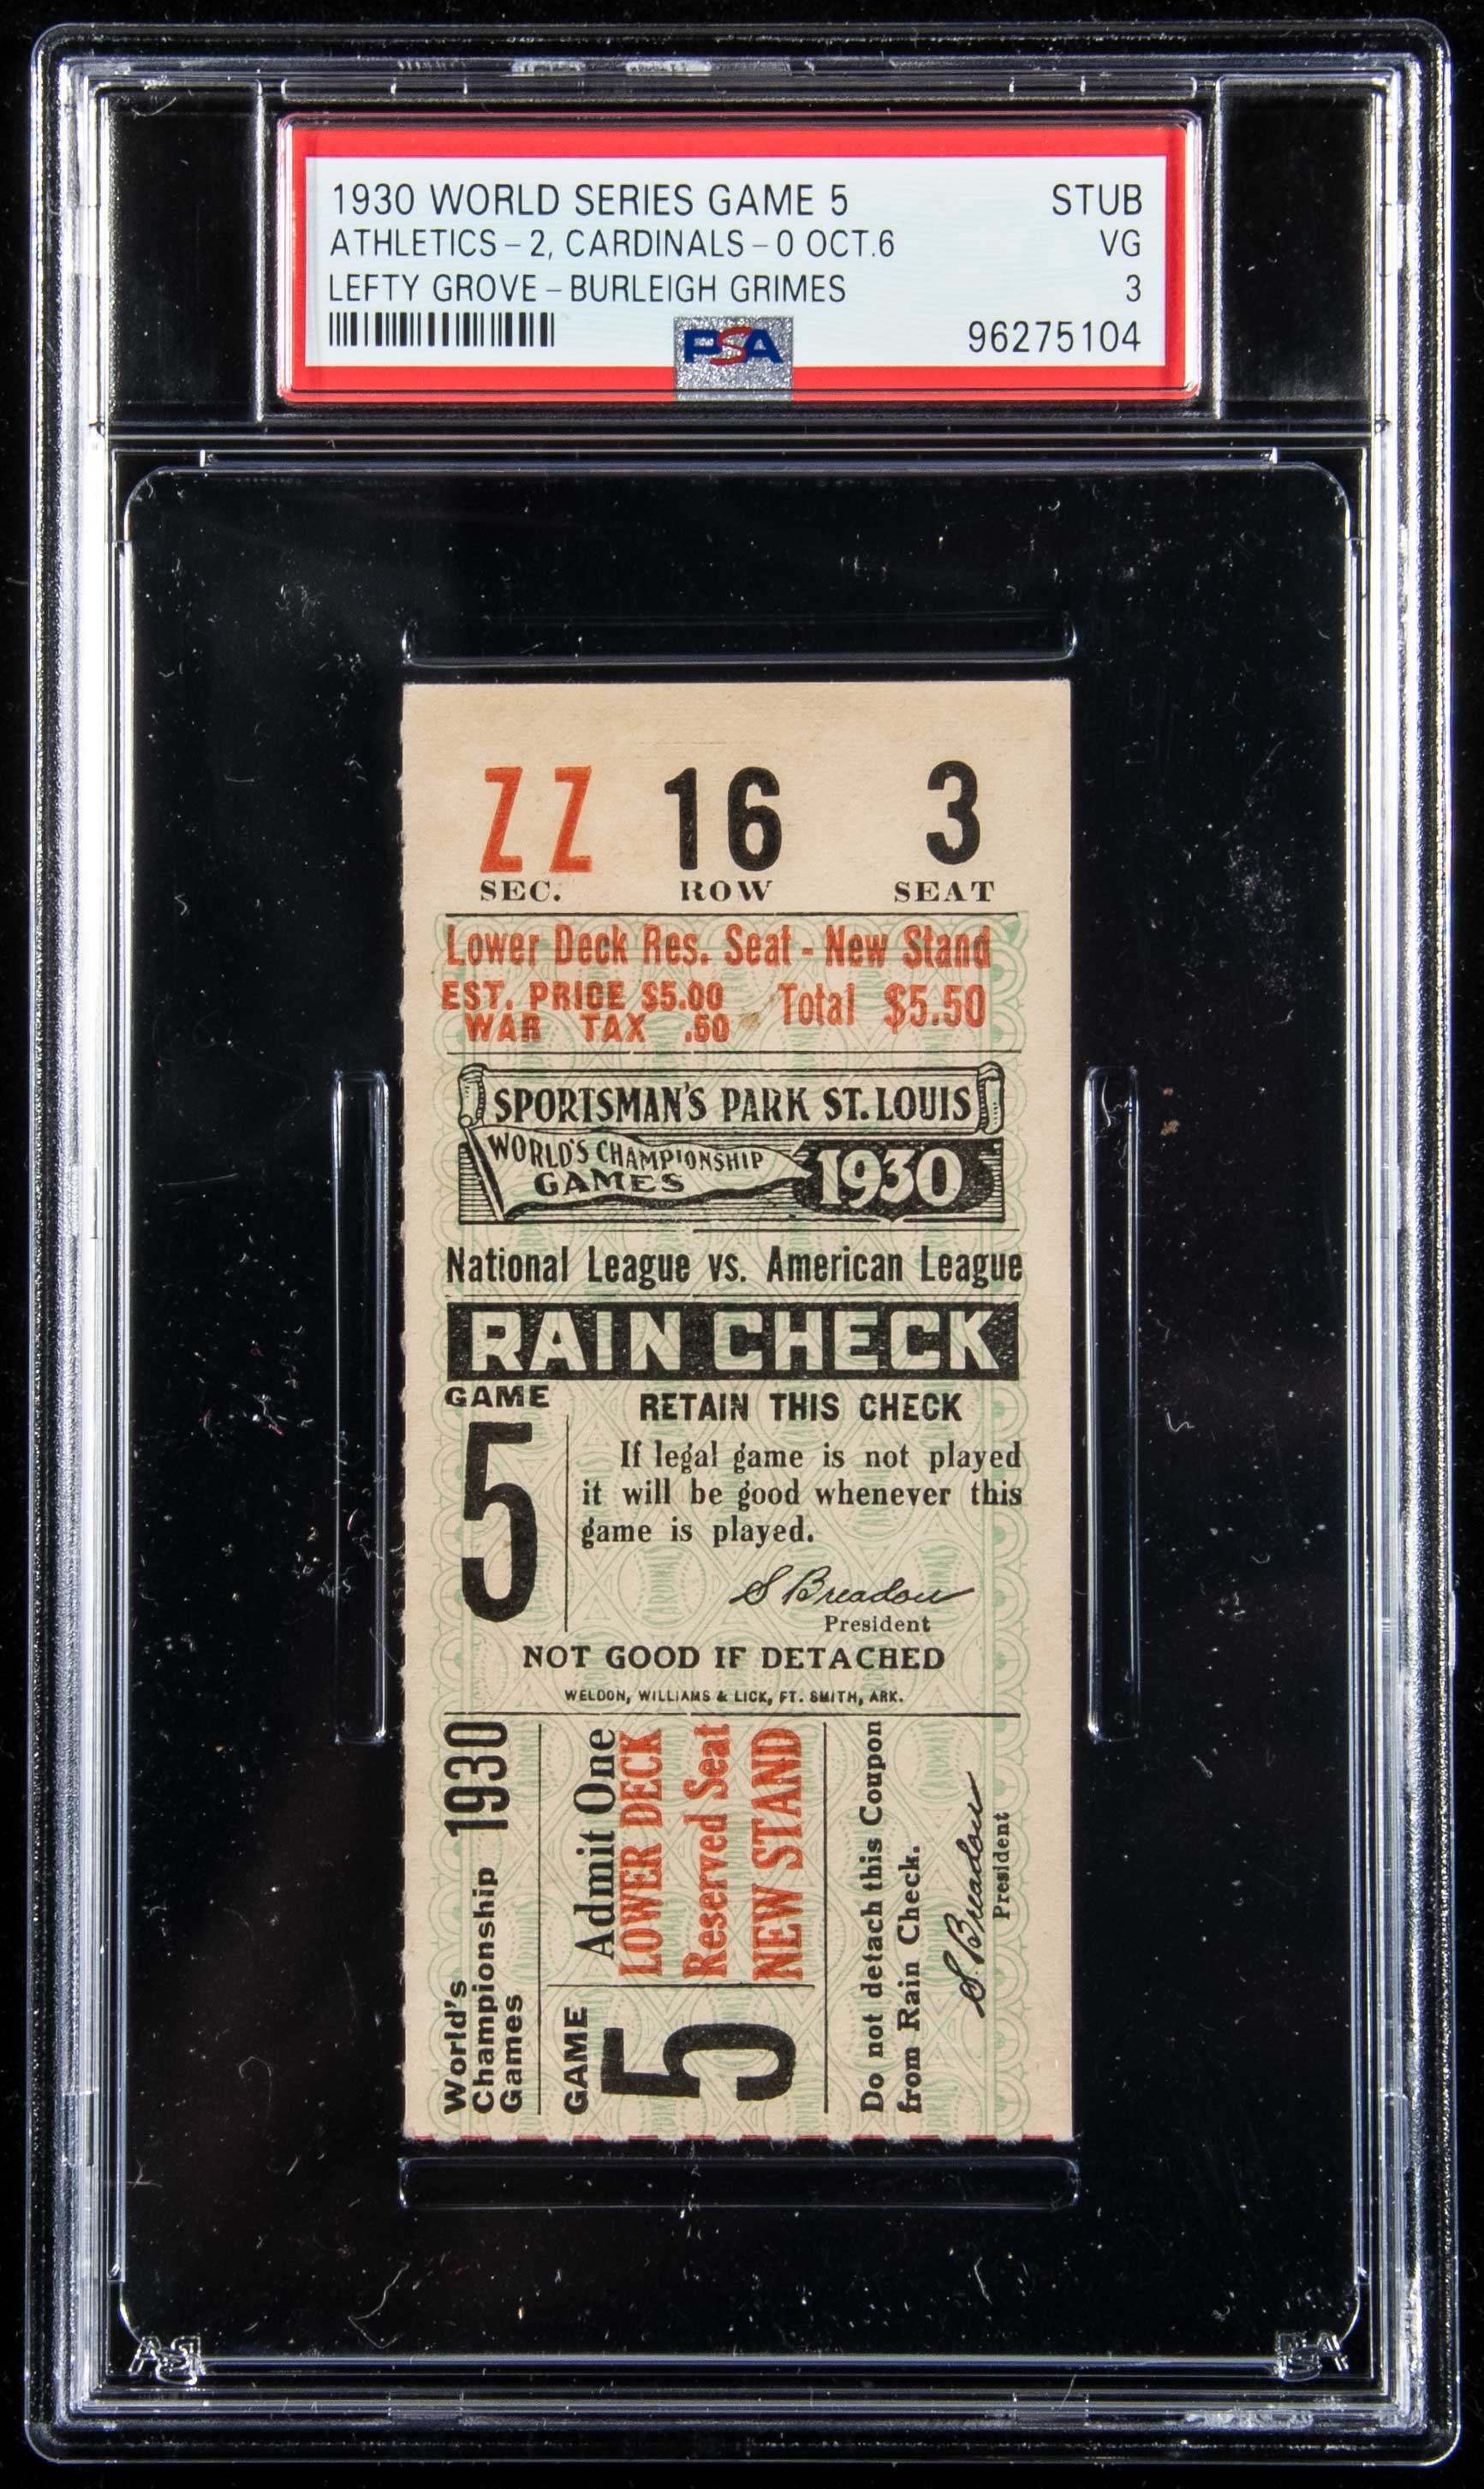 1930 WORLD SERIES GAME 5 STUB
ATHLETICS-2, CARDINALS-0 OCT.6 VG
LEFTY GROVE-BURLEIGH GRIMES 3
PSA 96275104
ZZ 16 3
SEC. ROW SEAT
Lower Deck Res. Seat - New Stand
EST. PRICE $5.00 Total $5.50
WAR TAX .50
SPORTSMAN'S PARK ST. LOUIS
WORLD'S CHAMPIONSHIP
GAMES 1930
National League vs. American League
RAIN CHECK
GAME RETAIN THIS CHECK
5
If legal game is not played
it will be good whenever this
game is played.
S Breadon
President
NOT GOOD IF DETACHED
WELDON, WILLIAMS & LICK, FT. SMITH, ARK.
World's
Championship 1930
Games
GAME 5
Admit One
LOWER DECK
Reserved Seat
NEW STAND
Do not detach this Coupon
from Rain Check.
S. Breadon
President
PSA
PSA